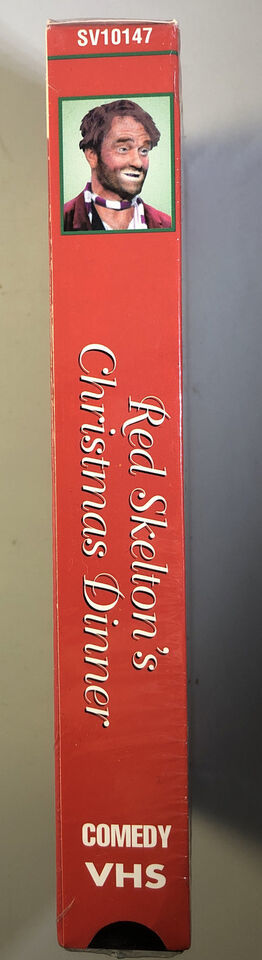 SV10147
Red Skelton's
Christmas Dinner
COMEDY
VHS